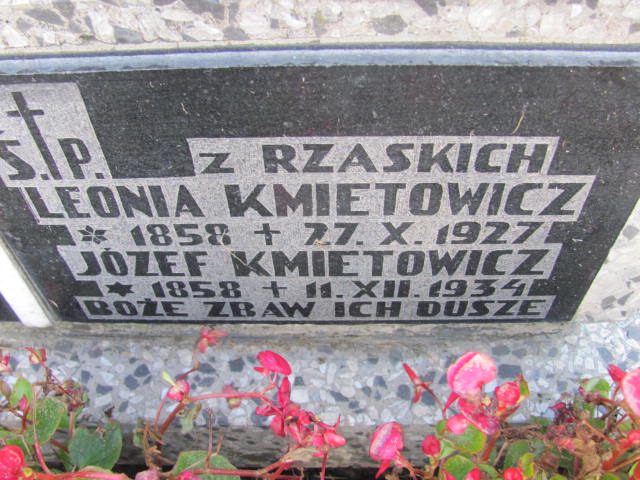 Ś.P.
Z RZASKICH
LEONIA KMIETOWICZ
* 1858 + 27. X. 1927
JÓZEF KMIETOWICZ
* 1858 + 11. XII. 1934
BOŻE ZBAW ICH DUSZE